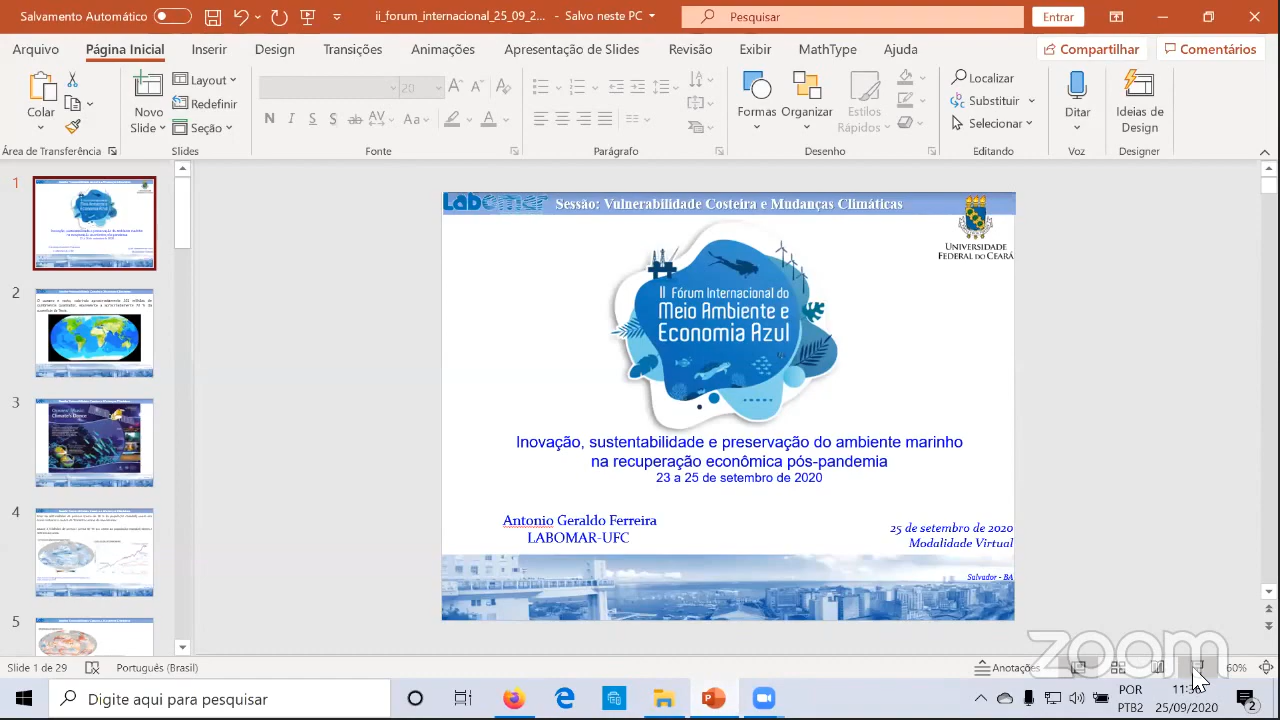 Salvamento Automático
ii_forum_internacional_25_09_2... - Salvo neste PC
Pesquisar
Entrar
Arquivo
Página Inicial
Inserir
Design
Transições
Animações
Apresentação de Slides
Revisão
Exibir
MathType
Ajuda
Compartilhar
Comentários
Colar
Novo
Slide
Layout
Redefinir
Seção
Formas
Organizar
Estilos
Rápidos
Localizar
Substituir
Selecionar
Ditar
Ideias de
Design
Área de Transferência
Slides
Fonte
Parágrafo
Desenho
Editando
Voz
Designer
1
2
3
4
5
Sessão: Vulnerabilidade Costeira e Mudanças Climáticas
UNIVERSIDADE
FEDERAL DO CEARÁ
II Fórum Internacional do
Meio Ambiente e
Economia Azul
Inovação, sustentabilidade e preservação do ambiente marinho
na recuperação econômica pós-pandemia
23 a 25 de setembro de 2020
Antonio Geraldo Ferreira
LABOMAR-UFC
25 de setembro de 2020
Modalidade Virtual
Salvador - BA
zoom
Slide 1 de 29
Português (Brasil)
Anotações
60%
Digite aqui para pesquisar
POR
PTB2
25/09/2020
2